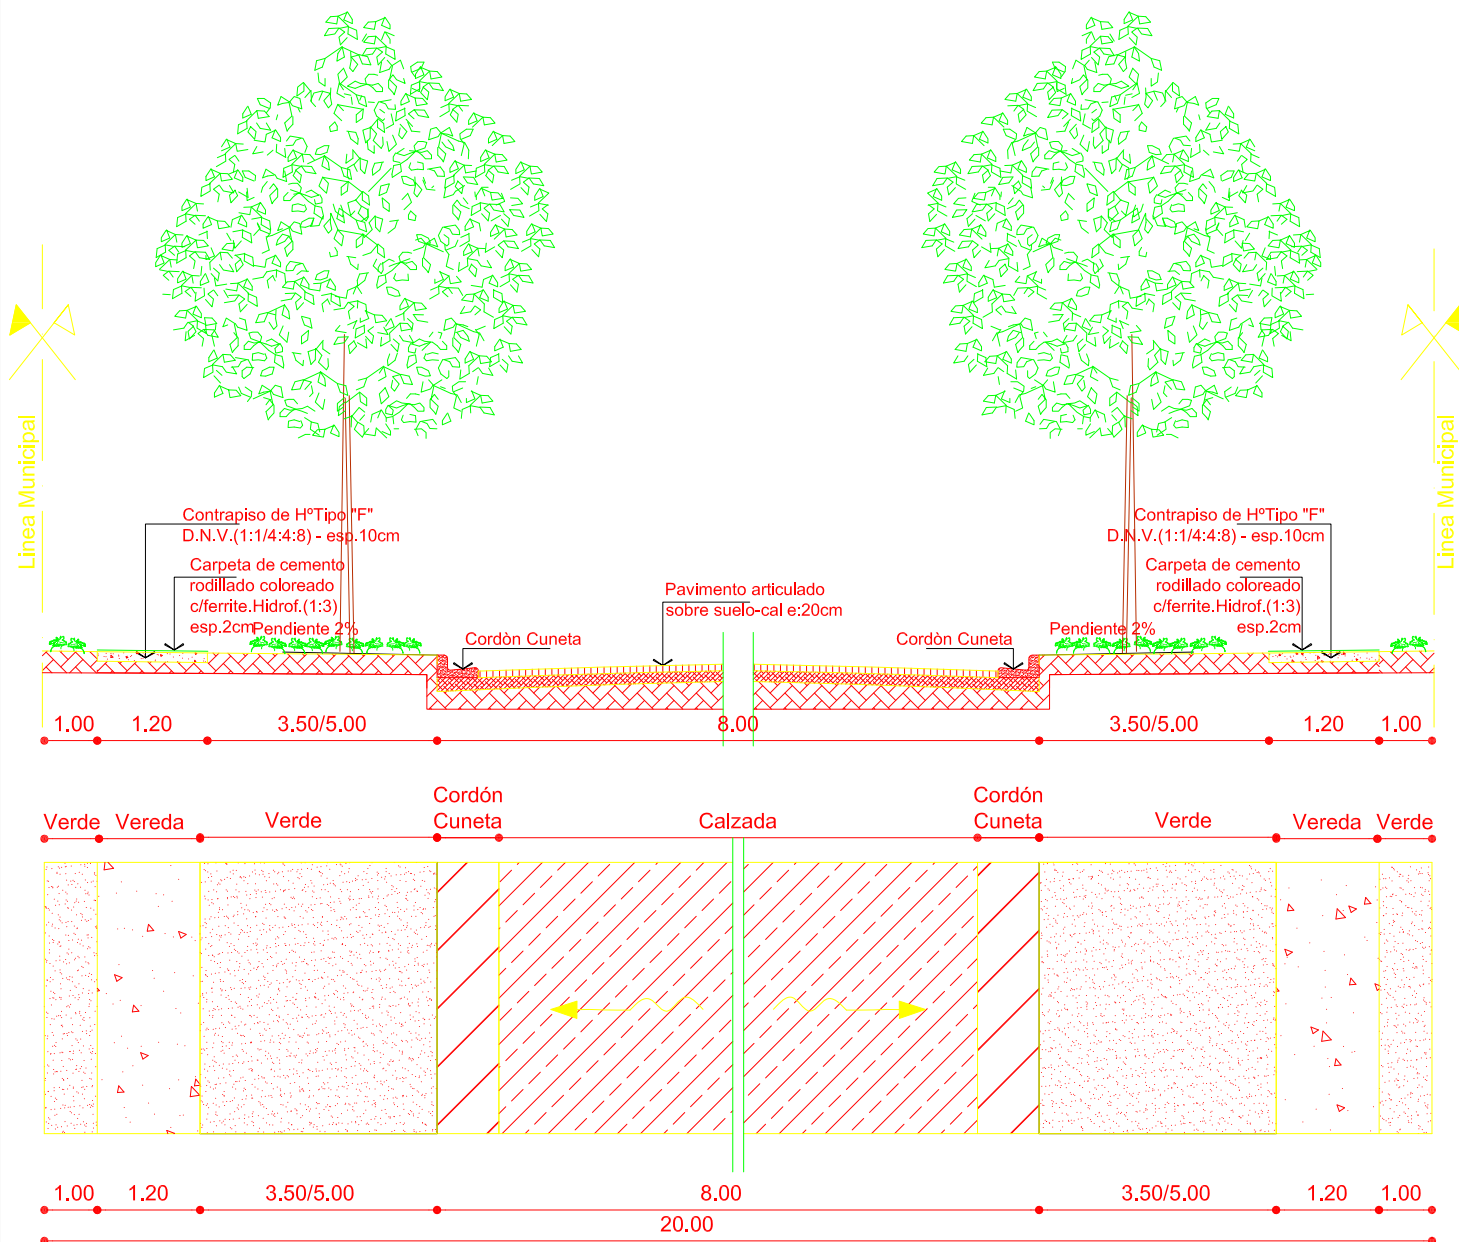 Linea Municipal
Linea Municipal
Contrapiso de HºTipo "F"
D.N.V.(1:1/4:4:8) - esp.10cm
Carpeta de cemento
rodillado coloreado
c/ferrite.Hidrof.(1:3)
esp.2cm
Pendiente 2%
Cordòn Cuneta
Pavimento articulado
sobre suelo-cal e:20cm
Cordòn Cuneta
Contrapiso de HºTipo "F"
D.N.V.(1:1/4:4:8) - esp.10cm
Carpeta de cemento
rodillado coloreado
c/ferrite.Hidrof.(1:3)
esp.2cm
Pendiente 2%
1.00 1.20 3.50/5.00 8.00 3.50/5.00 1.20 1.00
Verde Vereda Verde
Cordón
Cuneta
Calzada
Cordón
Cuneta
Verde Vereda Verde
1.00 1.20 3.50/5.00 8.00 3.50/5.00 1.20 1.00
20.00